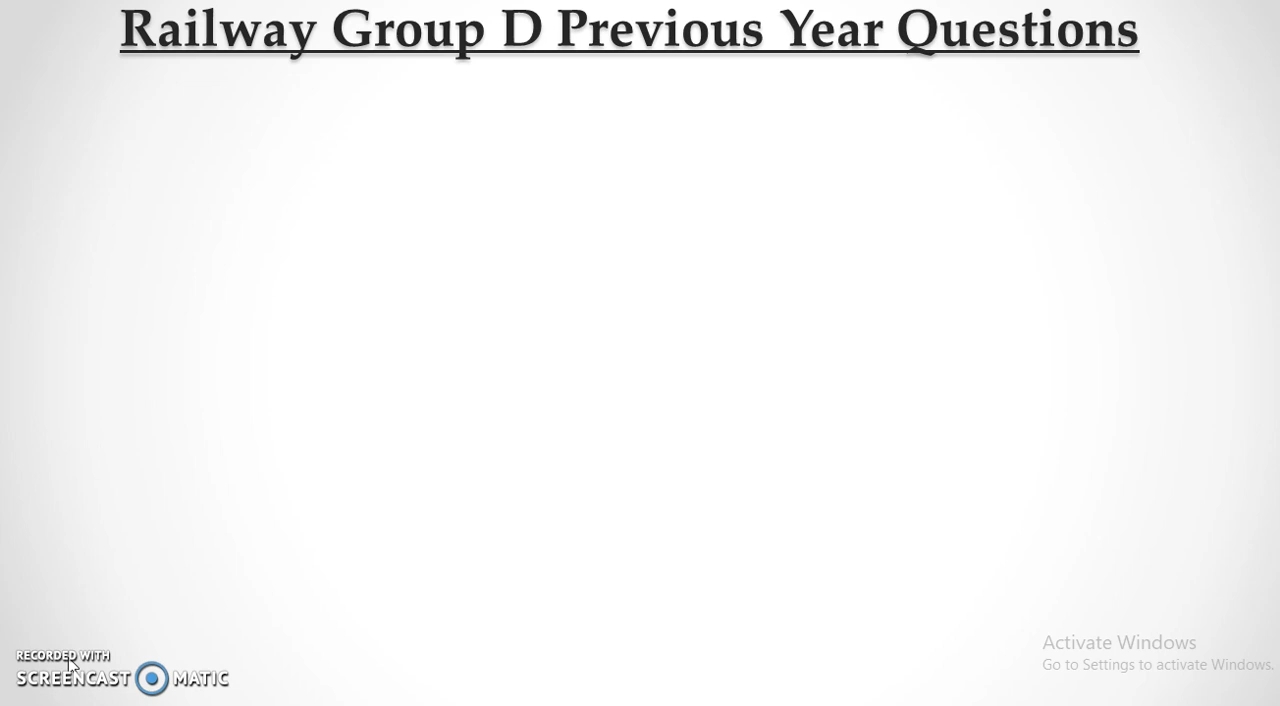 Railway Group D Previous Year Questions
RECORDED WITH
SCREENCAST MATIC
Activate Windows
Go to Settings to activate Windows.